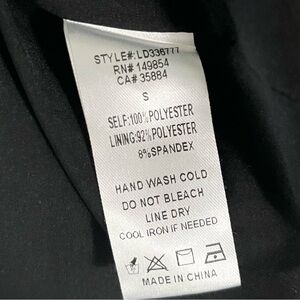 STYLE#: LD336777
RN# 149854
CA# 35884
S
SELF:100%POLYESTER
LINING:92%POLYESTER
8%SPANDEX
HAND WASH COLD
DO NOT BLEACH
LINE DRY
COOL IRON IF NEEDED
MADE IN CHINA